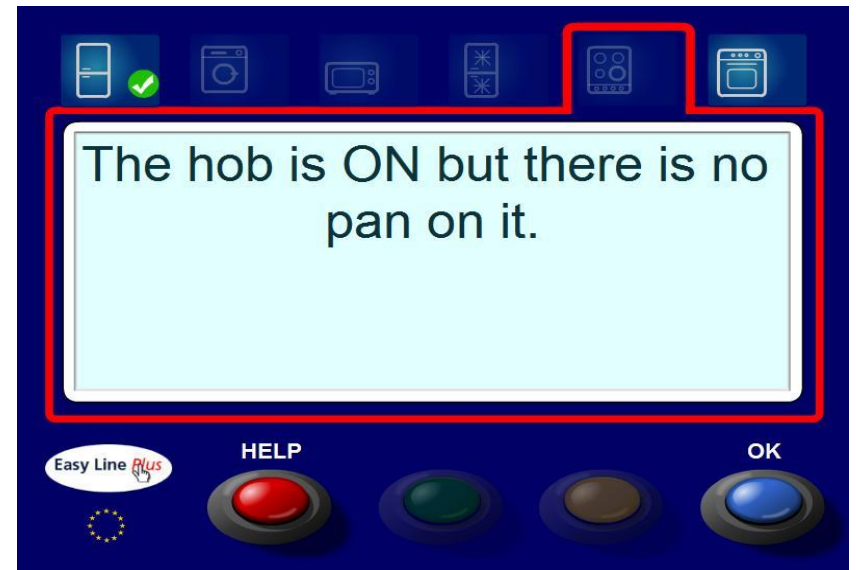 The hob is ON but there is no
pan on it.
HELP
OK
Easy Line Plus